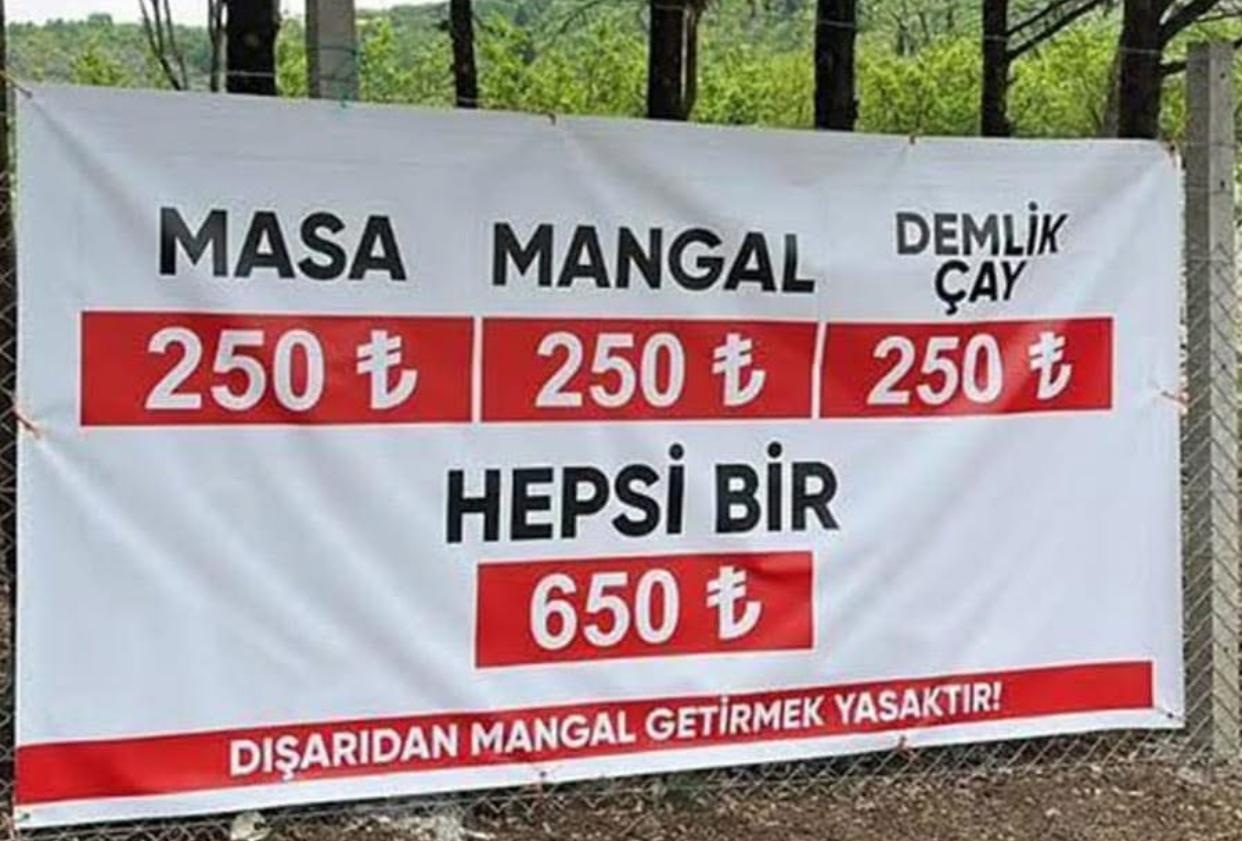 MASA MANGAL DEMLİK
ÇAY
250 ₺ 250 ₺ 250 ₺
HEPSİ BİR
650 ₺
DIŞARIDAN MANGAL GETİRMEK YASAKTIR!